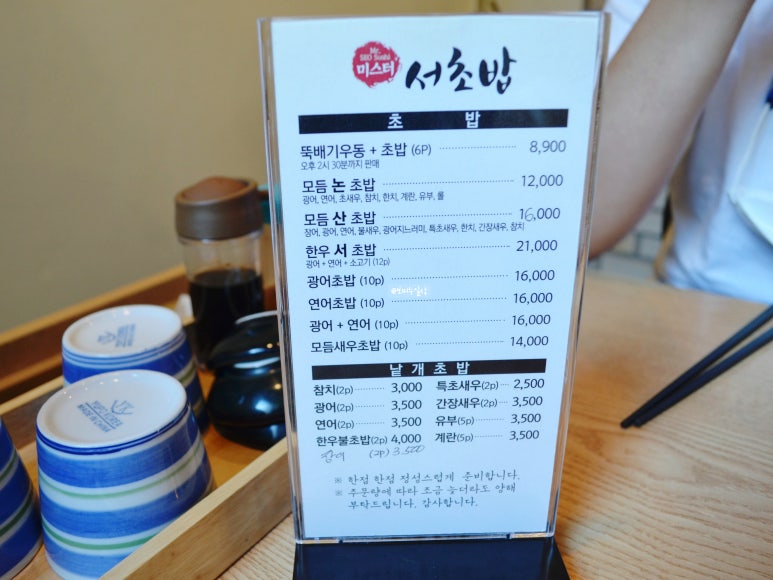 Mr.
SEO Sushi
미스터
서초밥
초 밥
뚝배기우동 + 초밥 (6P) 8,900
오후 2시 30분까지 판매
모듬 논 초밥 12,000
광어, 연어, 초새우, 참치, 한치, 계란, 유부, 롤
모듬 산 초밥 16,000
장어, 광어, 연어, 불새우, 광어지느러미, 특초새우, 한치, 간장새우, 참치
한우 서 초밥 21,000
광어 + 연어 + 소고기 (12p)
광어초밥 (10p) 16,000
연어초밥 (10p) 16,000
광어 + 연어 (10p) 16,000
모듬새우초밥 (10p) 14,000
낱 개 초 밥
참치(2p) 3,000 특초새우(2p) 2,500
광어(2p) 3,500 간장새우(2p) 3,500
연어(2p) 3,500 유부(5p) 3,500
한우불초밥(2p) 4,000 계란(5p) 3,500
장어 (2P) 3,500
※ 한점 한점 정성스럽게 준비합니다.
※ 주문량에 따라 조금 늦더라도 양해
부탁드립니다. 감사합니다.
MADE IN CHINA